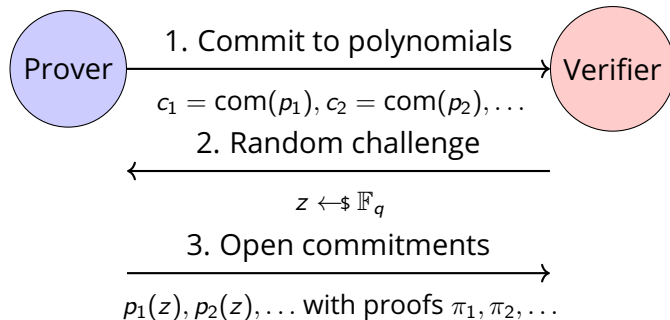 1. Commit to polynomials
Prover
Verifier
c₁ = com(p₁), c₂ = com(p₂), …
2. Random challenge
z ←$ 𝔽_q
3. Open commitments
p₁(z), p₂(z), … with proofs π₁, π₂, …